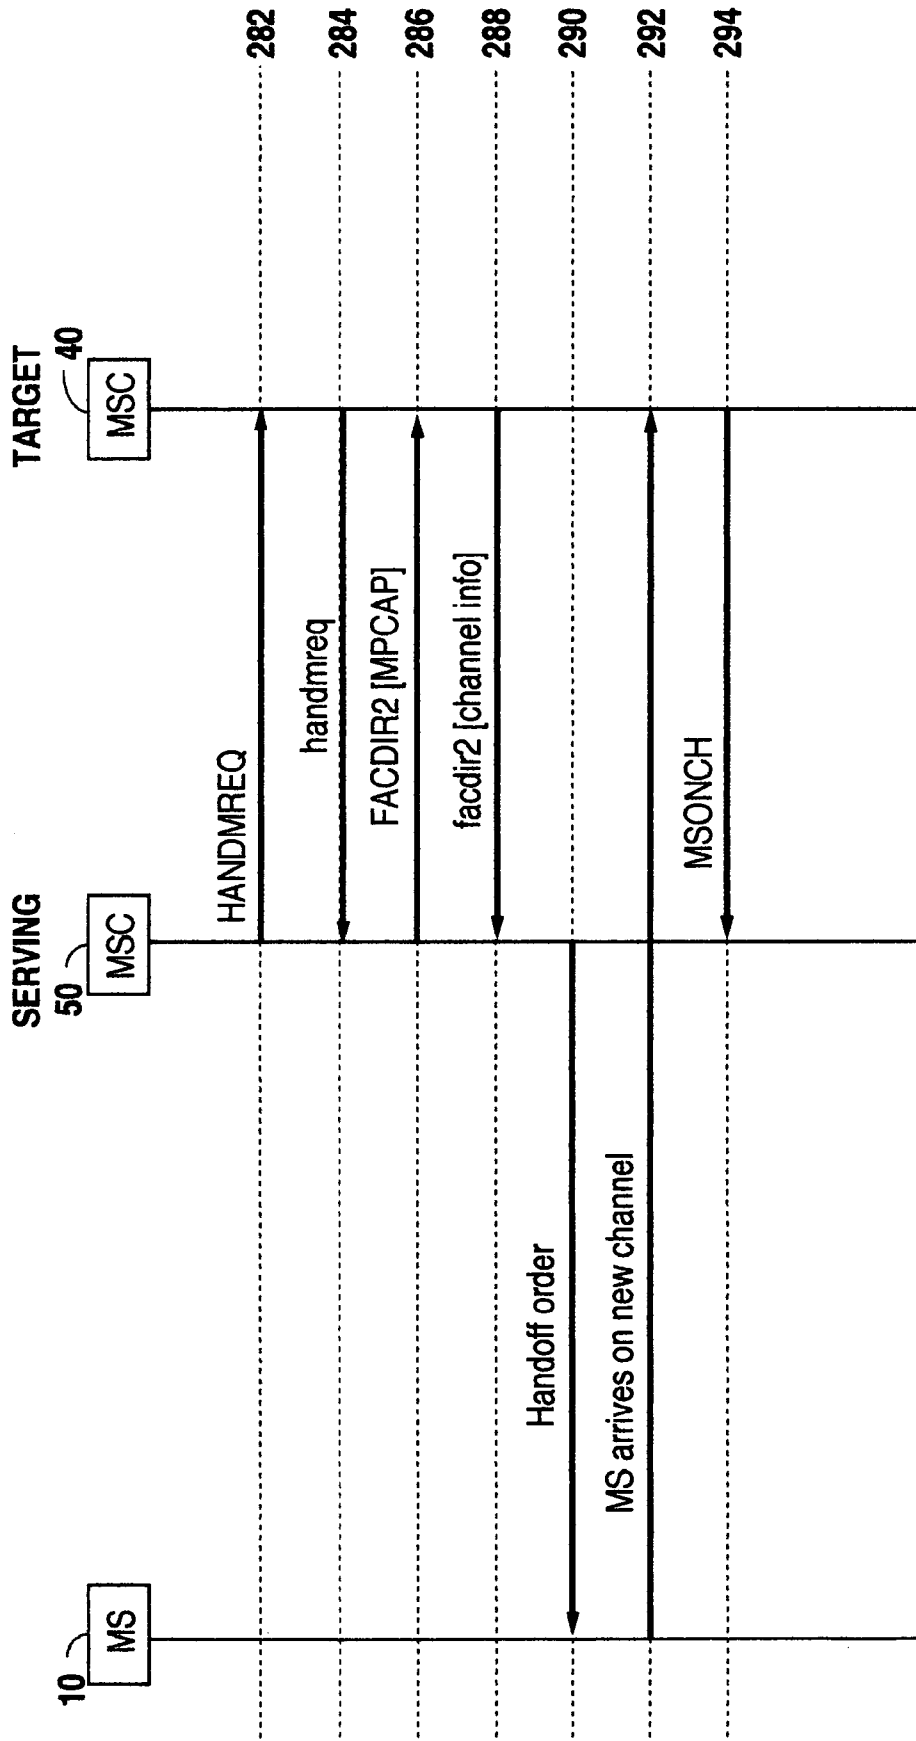 SERVING
TARGET
10
MS
50
MSC
40
MSC
HANDMREQ
282
handmreq
284
FACDIR2 [MPCAP]
286
facdir2 [channel info]
288
Handoff order
290
MS arrives on new channel
292
MSONCH
294